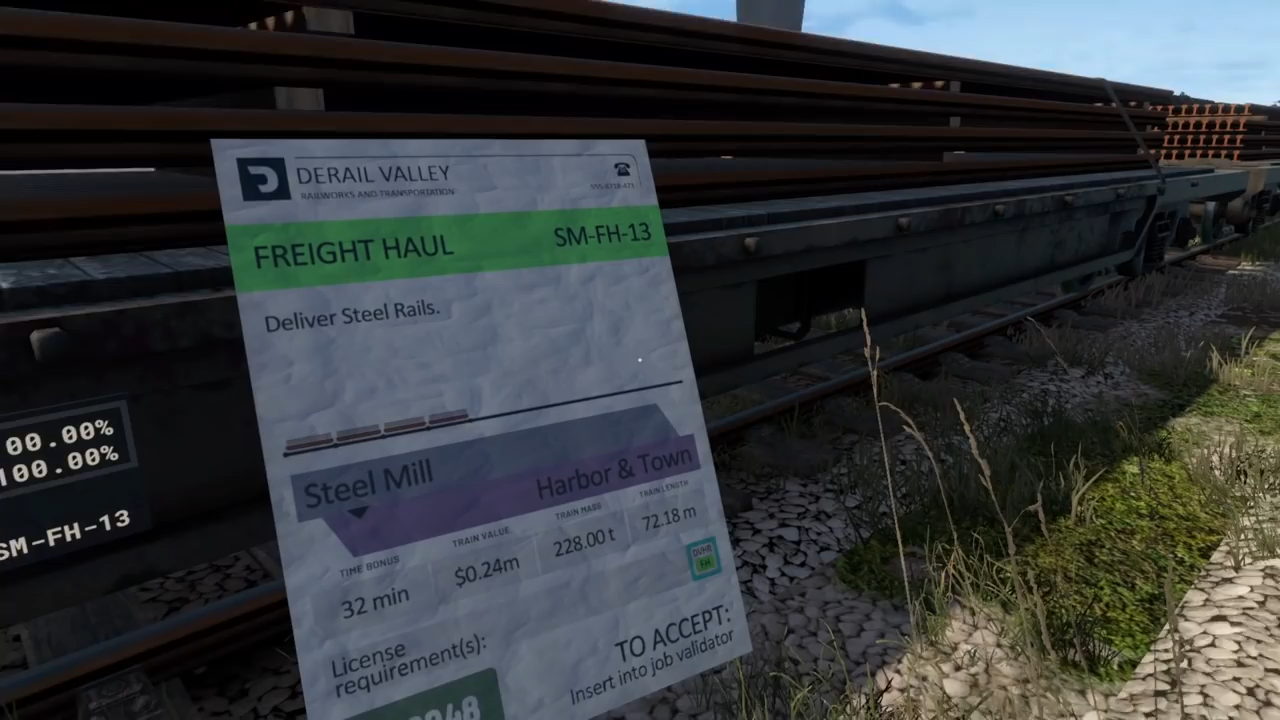 DERAIL VALLEY
RAILWORKS AND TRANSPORTATION
FREIGHT HAUL
SM-FH-13
Deliver Steel Rails.
Steel Mill
Harbor & Town
TIME BONUS
32 min
TRAIN VALUE
$0.24m
TRAIN MASS
228.00 t
TRAIN LENGTH
72.18 m
FH
License
requirement(s):
TO ACCEPT:
Insert into job validator
00.00%
100.00%
SM-FH-13